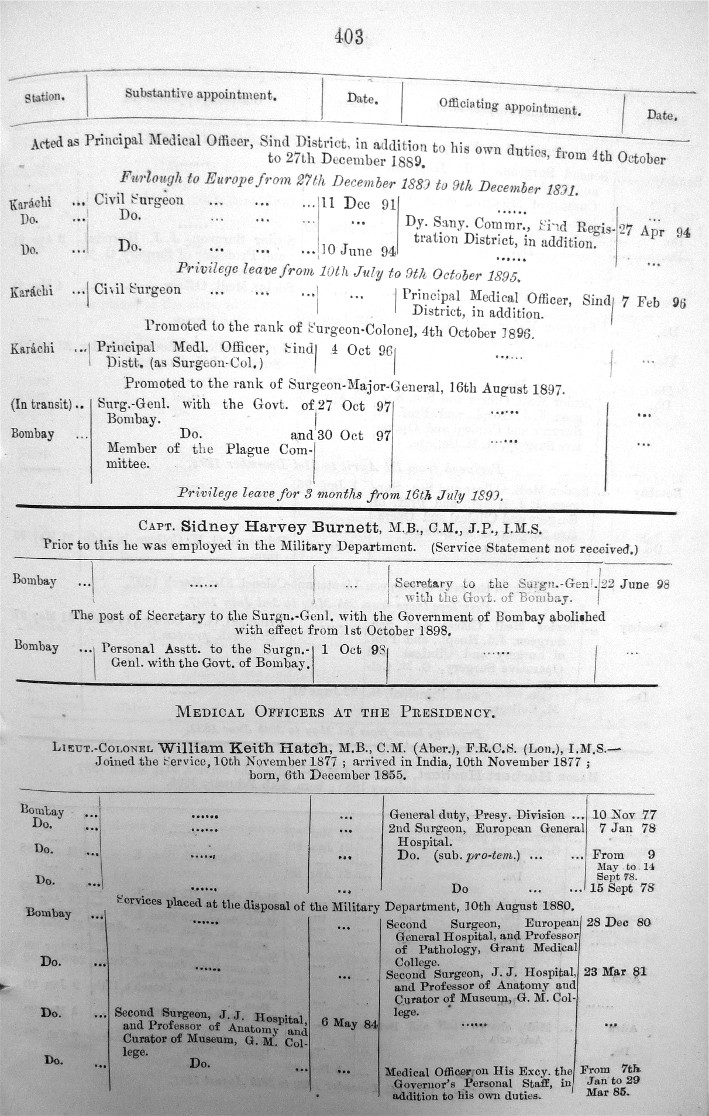 403
Station. Substantive appointment. Date. Officiating appointment. Date.
Acted as Principal Medical Officer, Sind District, in addition to his own duties, from 4th October
to 27th December 1889.
Furlough to Europe from 27th December 1889 to 9th December 1891.
Karáchi ... Civil Surgeon ... ... ... 11 Dec 91 ...... ...
Do. ... Do. ... ... ... ... Dy. Sany. Commr., Sind Regis- 27 Apr 94
tration District, in addition.
Do. ... Do. ... ... ... 10 June 94 ...... ...
Privilege leave from 10th July to 9th October 1895.
Karáchi ... Civil Surgeon ... ... ... ... Principal Medical Officer, Sind 7 Feb 96
District, in addition.
Promoted to the rank of Surgeon-Colonel, 4th October 1896.
Karáchi ... Principal Medl. Officer, Sind 4 Oct 96 ...... ...
Distt. (as Surgeon-Col.)
Promoted to the rank of Surgeon-Major-General, 16th August 1897.
(In transit) .. Surg.-Genl. with the Govt. of 27 Oct 97 ...... ...
Bombay.
Bombay ... Do. and 30 Oct 97 ...... ...
Member of the Plague Com-
mittee.
Privilege leave for 3 months from 16th July 1899.
CAPT. Sidney Harvey Burnett, M.B., C.M., J.P., I.M.S.
Prior to this he was employed in the Military Department. (Service Statement not received.)
Bombay ... ...... ... Secretary to the Surgn.-Genl. 22 June 98
with the Govt. of Bombay.
The post of Secretary to the Surgn.-Genl. with the Government of Bombay abolished
with effect from 1st October 1898.
Bombay ... Personal Asstt. to the Surgn.- 1 Oct 98 ...... ...
Genl. with the Govt. of Bombay.
MEDICAL OFFICERS AT THE PRESIDENCY.
LIEUT.-COLONEL William Keith Hatch, M.B., C.M. (Aber.), F.R.C.S. (Lon.), I.M.S.—
Joined the Service, 10th November 1877 ; arrived in India, 10th November 1877 ;
born, 6th December 1855.
Bombay ... ...... ... General duty, Presy. Division ... 10 Nov 77
Do. ... ...... ... 2nd Surgeon, European General 7 Jan 78
Hospital.
Do. ... ...... ... Do. (sub. pro-tem.) ... ... From 9
May to 14
Sept 78.
Do. ... ...... ... Do ... ... 15 Sept 78
Services placed at the disposal of the Military Department, 10th August 1880.
Bombay ... ...... ... Second Surgeon, European 28 Dec 80
General Hospital, and Professor
of Pathology, Grant Medical
College.
Do. ... ...... ... Second Surgeon, J. J. Hospital, 23 Mar 81
and Professor of Anatomy and
Curator of Museum, G. M. Col-
lege.
Do. ... Second Surgeon, J. J. Hospital, 6 May 84 ...... ...
and Professor of Anatomy and
Curator of Museum, G. M. Col-
lege.
Do. ... Do. ... ... Medical Officer on His Excy. the From 7th
Governor's Personal Staff, in Jan to 29
addition to his own duties. Mar 85.